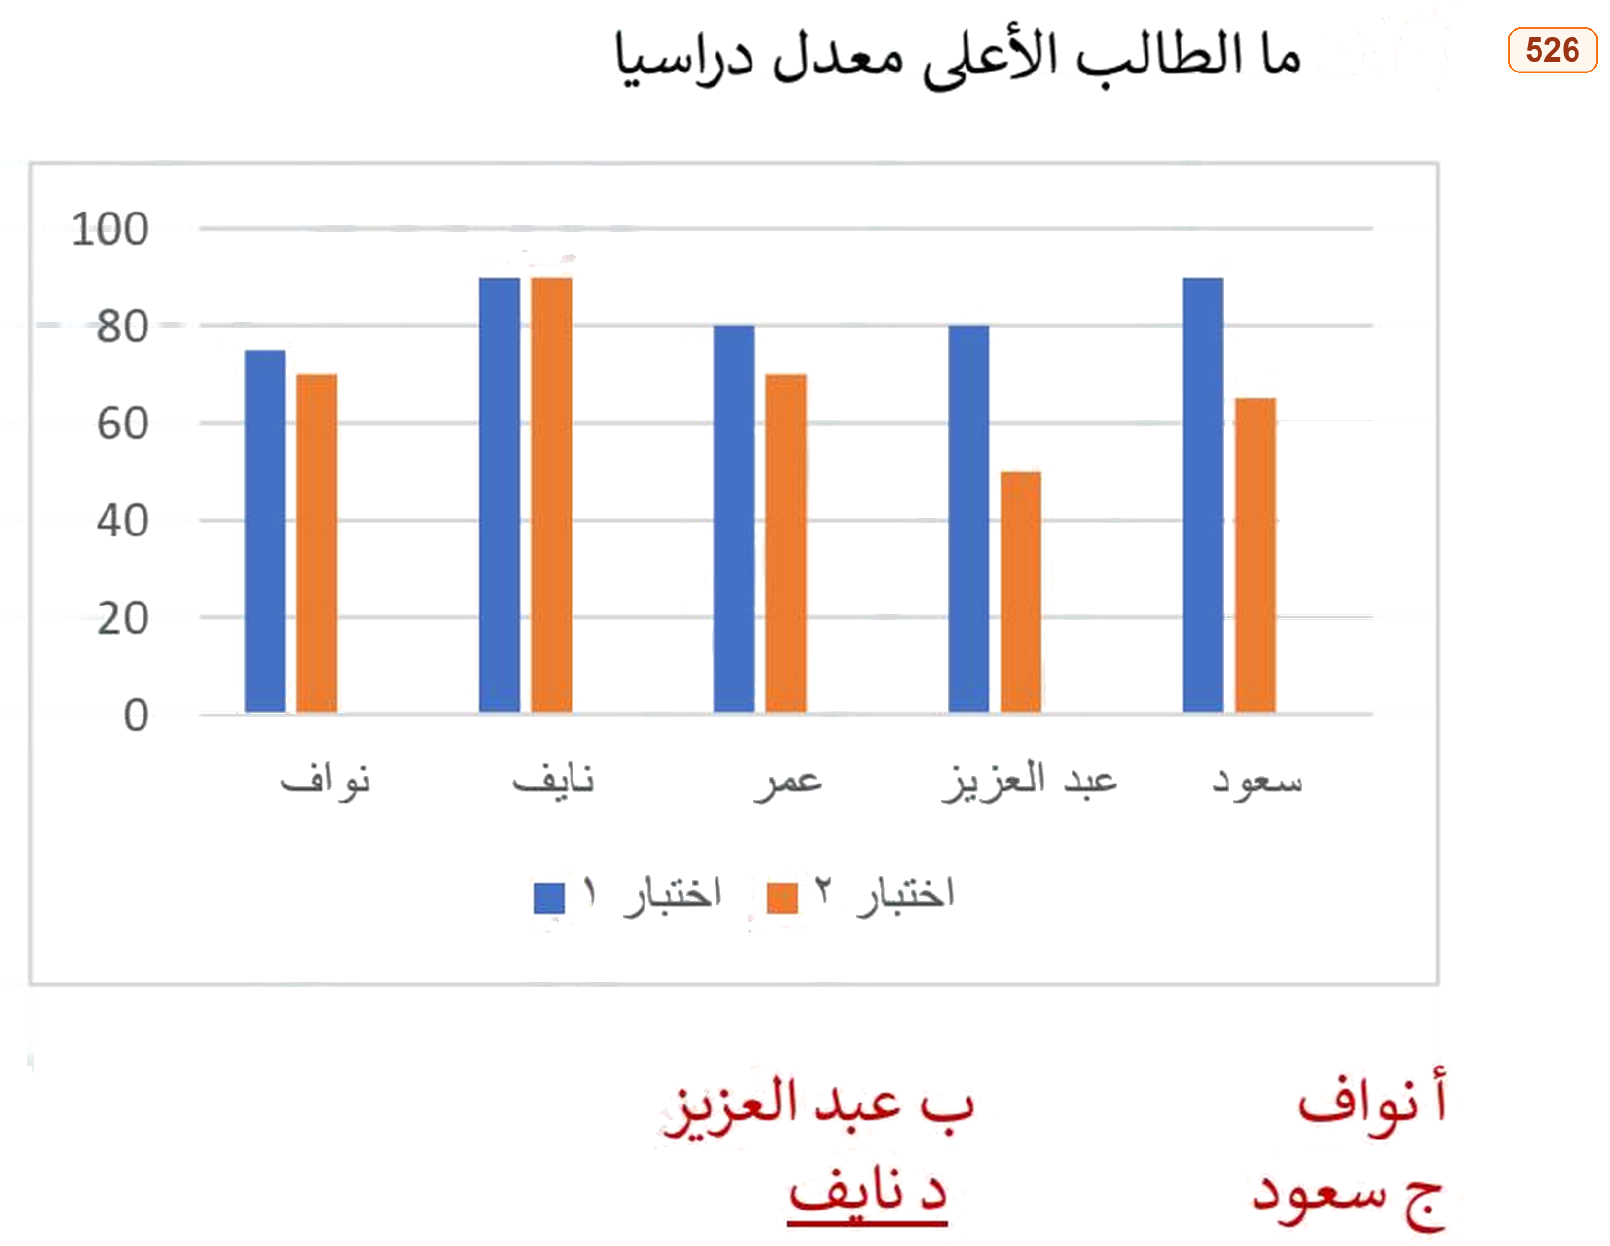 526
ما الطالب الأعلى معدل دراسيا
100
80
60
40
20
0
نواف نايف عمر عبد العزيز سعود
اختبار ١ اختبار ٢
أ نواف ب عبد العزيز
ج سعود د نايف